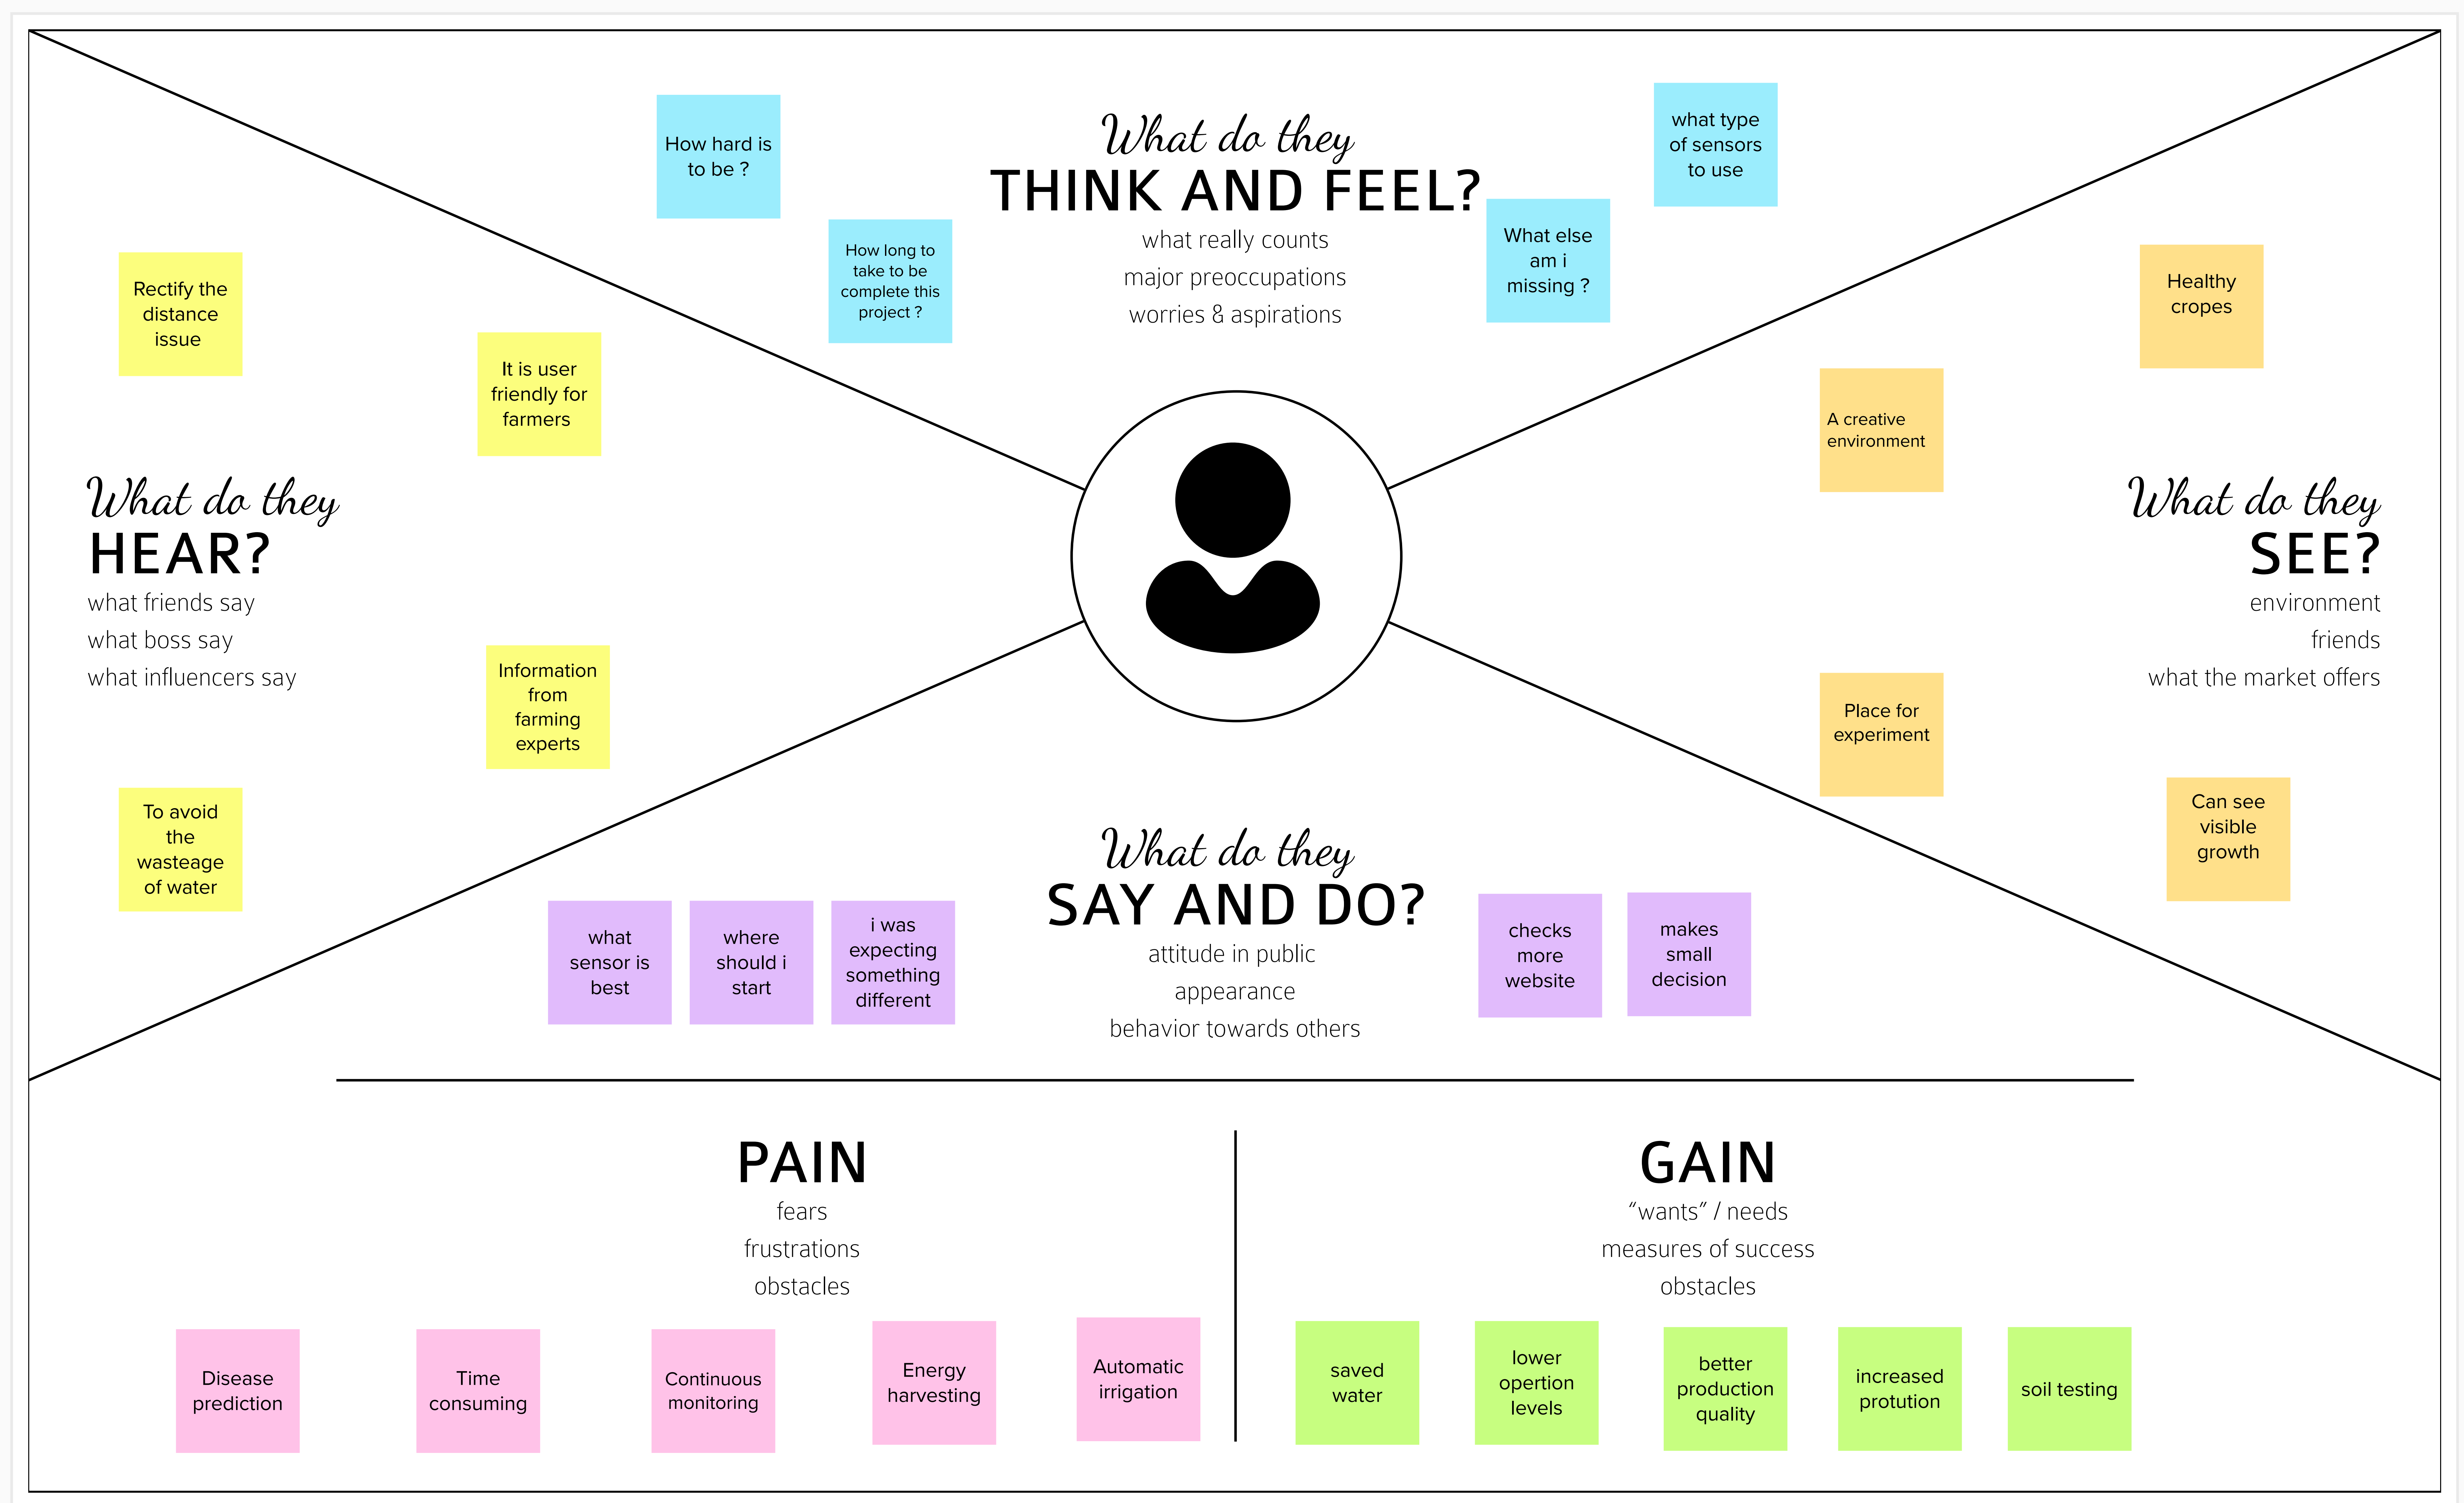 What do they
THINK AND FEEL?
what really counts
major preoccupations
worries & aspirations
How hard is
to be ?
How long to
take to be
complete this
project ?
What else
am i
missing ?
what type
of sensors
to use
What do they
HEAR?
what friends say
what boss say
what influencers say
Rectify the
distance
issue
It is user
friendly for
farmers
Information
from
farming
experts
To avoid
the
wasteage
of water
What do they
SEE?
environment
friends
what the market offers
Healthy
cropes
A creative
environment
Place for
experiment
Can see
visible
growth
What do they
SAY AND DO?
attitude in public
appearance
behavior towards others
what
sensor is
best
where
should i
start
i was
expecting
something
different
checks
more
website
makes
small
decision
PAIN
fears
frustrations
obstacles
Disease
prediction
Time
consuming
Continuous
monitoring
Energy
harvesting
Automatic
irrigation
GAIN
“wants” / needs
measures of success
obstacles
saved
water
lower
opertion
levels
better
production
quality
increased
protution
soil testing